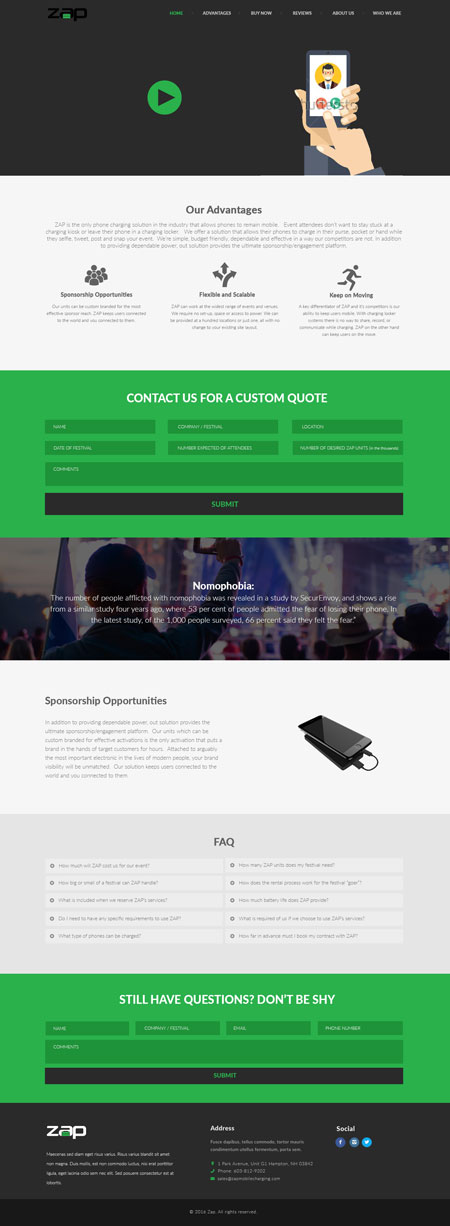 zap
HOME ADVANTAGES BUY NOW REVIEWS ABOUT US WHO WE ARE
Our Advantages
ZAP is the only phone charging solution in the industry that allows phones to remain mobile. Event attendees don't want to stay stuck at a
charging kiosk or leave their phone in a charging locker. We offer a solution that allows their phones to charge in their purse, pocket or hand while
they selfie, tweet, post and snap your event. We're simple, budget friendly, dependable and effective in a way our competitors are not. In addition
to providing dependable power, out solution provides the ultimate sponsorship/engagement platform.
Sponsorship Opportunities
Our units can be custom branded for the most
effective sponsor reach. ZAP keeps users connected
to the world and you connected to them.
Flexible and Scalable
ZAP can work at the widest range of events and venues.
We require no set-up, space or access to power. We can
be provided at a hundred locations or just one, all with no
change to your existing site layout.
Keep on Moving
A key differentiator of ZAP and it's competition is our
ability to keep users mobile. With charging locker
systems there is no way to share, record, or
communicate while charging. ZAP on the other hand
can keep users on the move.
CONTACT US FOR A CUSTOM QUOTE
NAME COMPANY / FESTIVAL LOCATION
DATE OF FESTIVAL NUMBER EXPECTED OF ATTENDEES NUMBER OF DESIRED ZAP UNITS (in the thousands)
COMMENTS
SUBMIT
Nomophobia:
The number of people afflicted with nomophobia was revealed in a study by SecurEnvoy, and shows a rise
from a similar study four years ago, where 53 per cent of people admitted the fear of losing their phone. In
the latest study, of the 1,000 people surveyed, 66 percent said they felt the fear."
Sponsorship Opportunities
In addition to providing dependable power, out solution provides the
ultimate sponsorship/engagement platform. Our units which can be
custom branded for effective activations is the only activation that puts a
brand in the hands of target customers for hours. Attached to arguably
the most important electronic in the lives of modern people, your brand
visibility will be unmatched. Our solution keeps users connected to the
world and you connected to them.
FAQ
How much will ZAP cost us for our event?
How many ZAP units does my festival need?
How big or small of a festival can ZAP handle?
How does the rental process work for the festival "goer"?
What is included when we reserve ZAP's services?
How much battery life does ZAP provide?
Do I need to have any specific requirements to use ZAP?
What is required of us if we choose to use ZAP's services?
What type of phones can be charged?
How far in advance must I book my contract with ZAP?
STILL HAVE QUESTIONS? DON'T BE SHY
NAME COMPANY / FESTIVAL EMAIL PHONE NUMBER
COMMENTS
SUBMIT
zap
Maecenas sed diam eget risus varius. Risus varius blandit sit amet
non magna. Duis mollis, est non commodo luctus, nisi erat porttitor
ligula, eget lacinia odio sem nec elit. Sed posuere consectetur est at
lobortis.
Address
Fusce dapibus, tellus commodo, tortor mauris
condimentum utellus fermentum, porta sem.
1 Park Avenue, Unit G1 Hampton, NH 03842
Phone: 603-812-9302
sales@zapmobilecharging.com
Social
© 2016 Zap. All rights reserved.